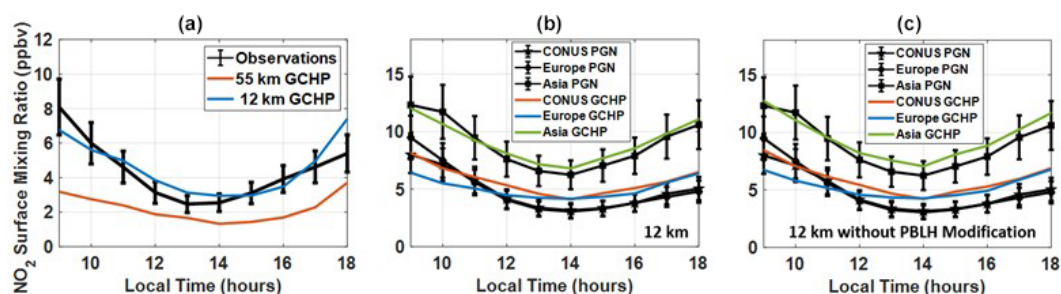 (a)
NO2 Surface Mixing Ratio (ppbv)
12
10
8
6
4
2
0
Observations
55 km GCHP
12 km GCHP
10 12 14 16 18
Local Time (hours)
(b)
15
10
5
0
CONUS PGN
Europe PGN
Asia PGN
CONUS GCHP
Europe GCHP
Asia GCHP
12 km
10 12 14 16 18
Local Time (hours)
(c)
15
10
5
0
CONUS PGN
Europe PGN
Asia PGN
CONUS GCHP
Europe GCHP
Asia GCHP
12 km without PBLH Modification
10 12 14 16 18
Local Time (hours)